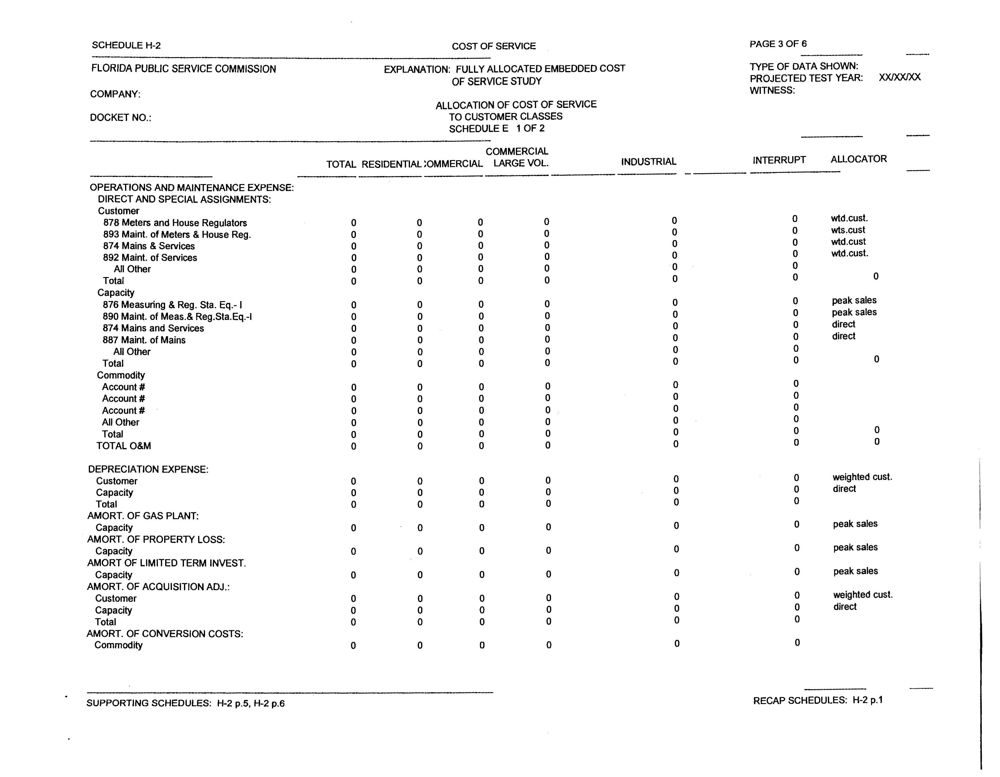 SCHEDULE H-2 COST OF SERVICE PAGE 3 OF 6
FLORIDA PUBLIC SERVICE COMMISSION EXPLANATION: FULLY ALLOCATED EMBEDDED COST TYPE OF DATA SHOWN:
OF SERVICE STUDY PROJECTED TEST YEAR: XX/XX/XX
COMPANY: WITNESS:
ALLOCATION OF COST OF SERVICE
DOCKET NO.: TO CUSTOMER CLASSES
SCHEDULE E 1 OF 2
COMMERCIAL
TOTAL RESIDENTIAL :OMMERCIAL LARGE VOL. INDUSTRIAL INTERRUPT ALLOCATOR
OPERATIONS AND MAINTENANCE EXPENSE:
DIRECT AND SPECIAL ASSIGNMENTS:
Customer
878 Meters and House Regulators 0 0 0 0 0 0 wtd.cust.
893 Maint. of Meters & House Reg. 0 0 0 0 0 0 wts.cust
874 Mains & Services 0 0 0 0 0 0 wtd.cust
892 Maint. of Services 0 0 0 0 0 0 wtd.cust.
All Other 0 0 0 0 0 0
Total 0 0 0 0 0 0 0
Capacity
876 Measuring & Reg. Sta. Eq.- I 0 0 0 0 0 0 peak sales
890 Maint. of Meas.& Reg.Sta.Eq.-I 0 0 0 0 0 0 peak sales
874 Mains and Services 0 0 0 0 0 0 direct
887 Maint. of Mains 0 0 0 0 0 0 direct
All Other 0 0 0 0 0 0
Total 0 0 0 0 0 0 0
Commodity
Account # 0 0 0 0 0 0
Account # 0 0 0 0 0 0
Account # 0 0 0 0 0 0
All Other 0 0 0 0 0 0
Total 0 0 0 0 0 0 0
TOTAL O&M 0 0 0 0 0 0 0
DEPRECIATION EXPENSE:
Customer 0 0 0 0 0 0 weighted cust.
Capacity 0 0 0 0 0 0 direct
Total 0 0 0 0 0 0
AMORT. OF GAS PLANT:
Capacity 0 0 0 0 0 0 peak sales
AMORT. OF PROPERTY LOSS:
Capacity 0 0 0 0 0 0 peak sales
AMORT OF LIMITED TERM INVEST.
Capacity 0 0 0 0 0 0 peak sales
AMORT. OF ACQUISITION ADJ.:
Customer 0 0 0 0 0 0 weighted cust.
Capacity 0 0 0 0 0 0 direct
Total 0 0 0 0 0 0
AMORT. OF CONVERSION COSTS:
Commodity 0 0 0 0 0 0
SUPPORTING SCHEDULES: H-2 p.5, H-2 p.6 RECAP SCHEDULES: H-2 p.1